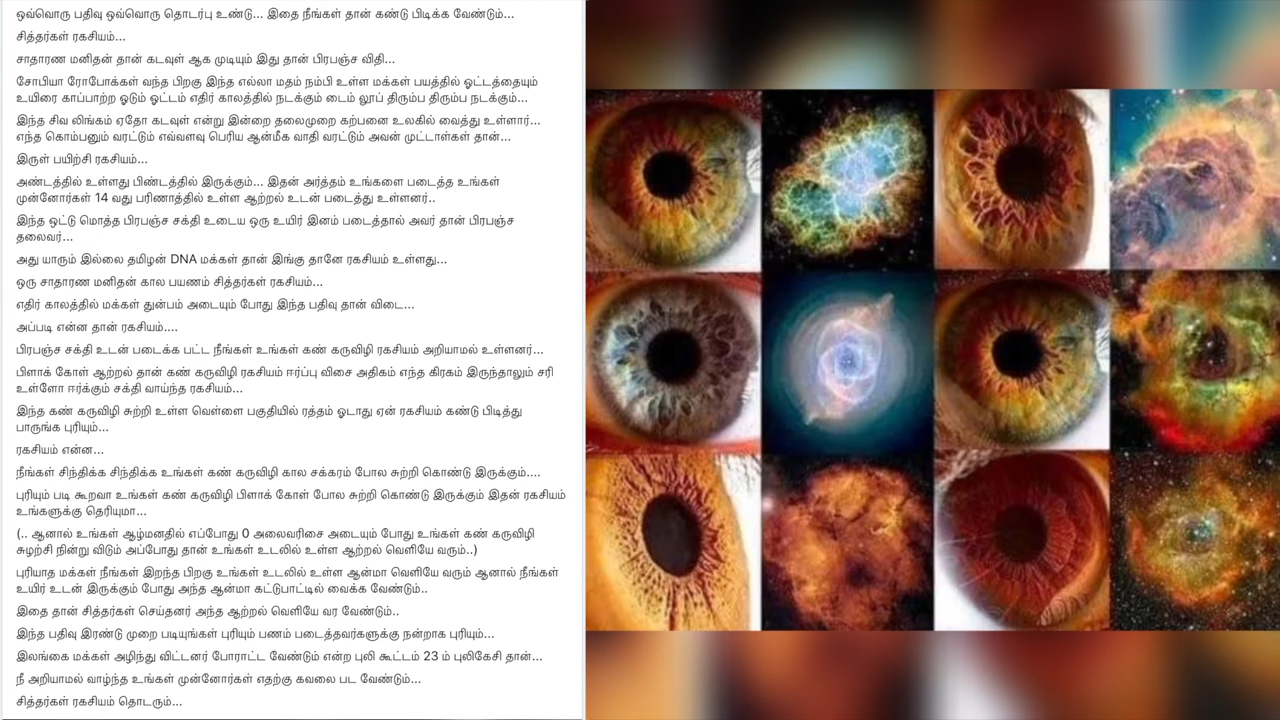 ஒவ்வொரு பதிவு ஒவ்வொரு தொடர்பு உண்டு... இதை நீங்கள் தான் கண்டு பிடிக்க வேண்டும்...
சித்தர்கள் ரகசியம்...
சாதாரண மனிதன் தான் கடவுள் ஆக முடியும் இது தான் பிரபஞ்ச விதி...
சோபியா ரோபோக்கள் வந்த பிறகு இந்த எல்லா மதம் நம்பி உள்ள மக்கள் பயத்தில் ஓட்டத்தையும்
உயிரை காப்பாற்ற ஓடும் ஓட்டம் எதிர் காலத்தில் நடக்கும் டைம் லூப் திரும்ப திரும்ப நடக்கும்...
இந்த சிவ லிங்கம் ஏதோ கடவுள் என்று இன்றை தலைமுறை கற்பனை உலகில் வைத்து உள்ளார்...
எந்த கொம்பனும் வரட்டும் எவ்வளவு பெரிய ஆன்மீக வாதி வரட்டும் அவன் முட்டாள்கள் தான்...
இருள் பயிற்சி ரகசியம்...
அண்டத்தில் உள்ளது பிண்டத்தில் இருக்கும்... இதன் அர்த்தம் உங்களை படைத்த உங்கள்
முன்னோர்கள் 14 வது பரிணாத்தில் உள்ள ஆற்றல் உடன் படைத்து உள்ளனர்..
இந்த ஒட்டு மொத்த பிரபஞ்ச சக்தி உடைய ஒரு உயிர் இனம் படைத்தால் அவர் தான் பிரபஞ்ச
தலைவர்...
அது யாரும் இல்லை தமிழன் DNA மக்கள் தான் இங்கு தானே ரகசியம் உள்ளது...
ஒரு சாதாரண மனிதன் கால பயணம் சித்தர்கள் ரகசியம்...
எதிர் காலத்தில் மக்கள் துன்பம் அடையும் போது இந்த பதிவு தான் விடை...
அப்படி என்ன தான் ரகசியம்....
பிரபஞ்ச சக்தி உடன் படைக்க பட்ட நீங்கள் உங்கள் கண் கருவிழி ரகசியம் அறியாமல் உள்ளனர்...
பிளாக் கோள் ஆற்றல் தான் கண் கருவிழி ரகசியம் ஈர்ப்பு விசை அதிகம் எந்த கிரகம் இருந்தாலும் சரி
உள்ளோ ஈர்க்கும் சக்தி வாய்ந்த ரகசியம்...
இந்த கண் கருவிழி சுற்றி உள்ள வெள்ளை பகுதியில் ரத்தம் ஓடாது ஏன் ரகசியம் கண்டு பிடித்து
பாருங்க புரியும்...
ரகசியம் என்ன...
நீங்கள் சிந்திக்க சிந்திக்க உங்கள் கண் கருவிழி கால சக்கரம் போல சுற்றி கொண்டு இருக்கும்....
புரியும் படி கூறவா உங்கள் கண் கருவிழி பிளாக் கோள் போல சுற்றி கொண்டு இருக்கும் இதன் ரகசியம்
உங்களுக்கு தெரியுமா...
(.. ஆனால் உங்கள் ஆழ்மனதில் எப்போது 0 அலைவரிசை அடையும் போது உங்கள் கண் கருவிழி
சுழற்சி நின்று விடும் அப்போது தான் உங்கள் உடலில் உள்ள ஆற்றல் வெளியே வரும்..)
புரியாத மக்கள் நீங்கள் இறந்த பிறகு உங்கள் உடலில் உள்ள ஆன்மா வெளியே வரும் ஆனால் நீங்கள்
உயிர் உடன் இருக்கும் போது அந்த ஆன்மா கட்டுபாட்டில் வைக்க வேண்டும்..
இதை தான் சித்தர்கள் செய்தனர் அந்த ஆற்றல் வெளியே வர வேண்டும்..
இந்த பதிவு இரண்டு முறை படியுங்கள் புரியும் பணம் படைத்தவர்களுக்கு நன்றாக புரியும்...
இலங்கை மக்கள் அழிந்து விட்டனர் போராட்ட வேண்டும் என்ற புலி கூட்டம் 23 ம் புலிகேசி தான்...
நீ அறியாமல் வாழ்ந்த உங்கள் முன்னோர்கள் எதற்கு கவலை பட வேண்டும்...
சித்தர்கள் ரகசியம் தொடரும்...